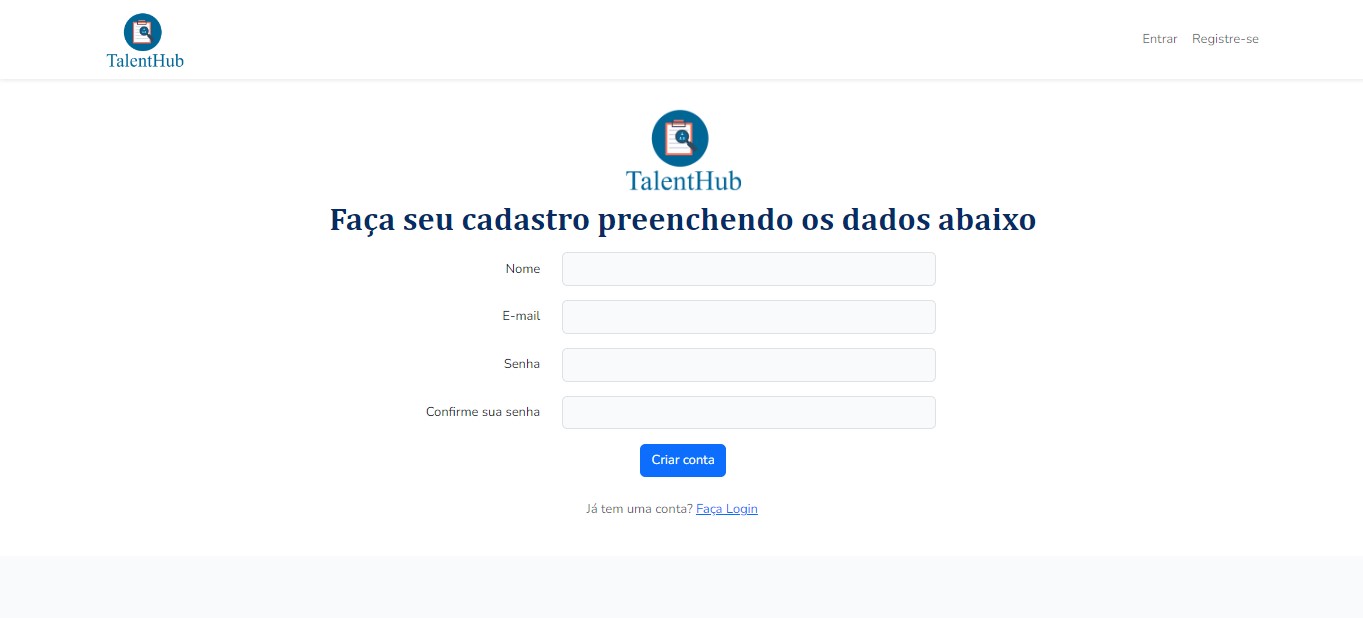 TalentHub
Entrar Registre-se
TalentHub
Faça seu cadastro preenchendo os dados abaixo
Nome
E-mail
Senha
Confirme sua senha
Criar conta
Já tem uma conta? Faça Login